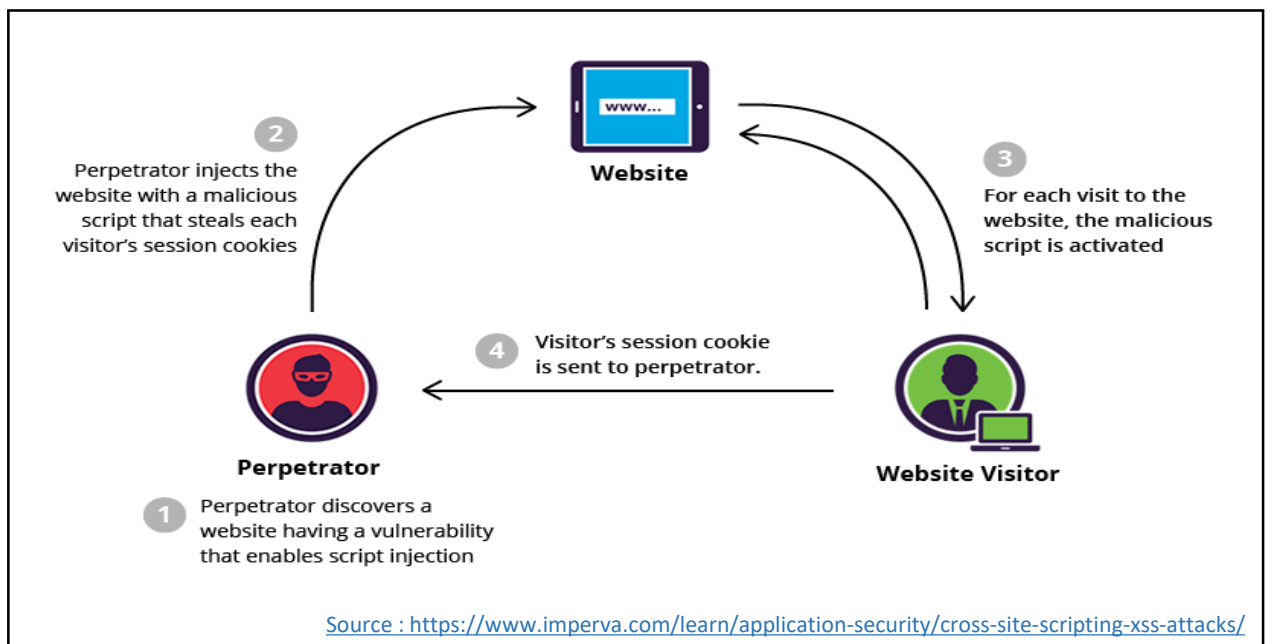 www...
Website
2
Perpetrator injects the
website with a malicious
script that steals each
visitor's session cookies
3
For each visit to the
website, the malicious
script is activated
4
Visitor's session cookie
is sent to perpetrator.
Perpetrator
Website Visitor
1
Perpetrator discovers a
website having a vulnerability
that enables script injection
Source : https://www.imperva.com/learn/application-security/cross-site-scripting-xss-attacks/